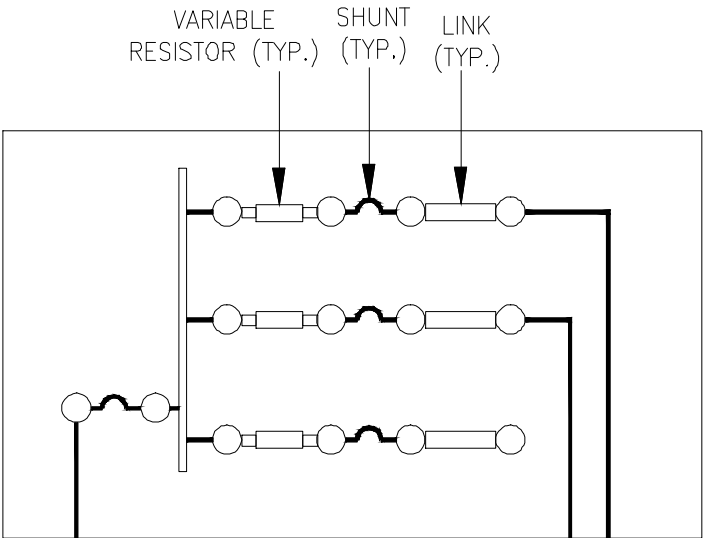 VARIABLE
RESISTOR (TYP.)
SHUNT
(TYP.)
LINK
(TYP.)